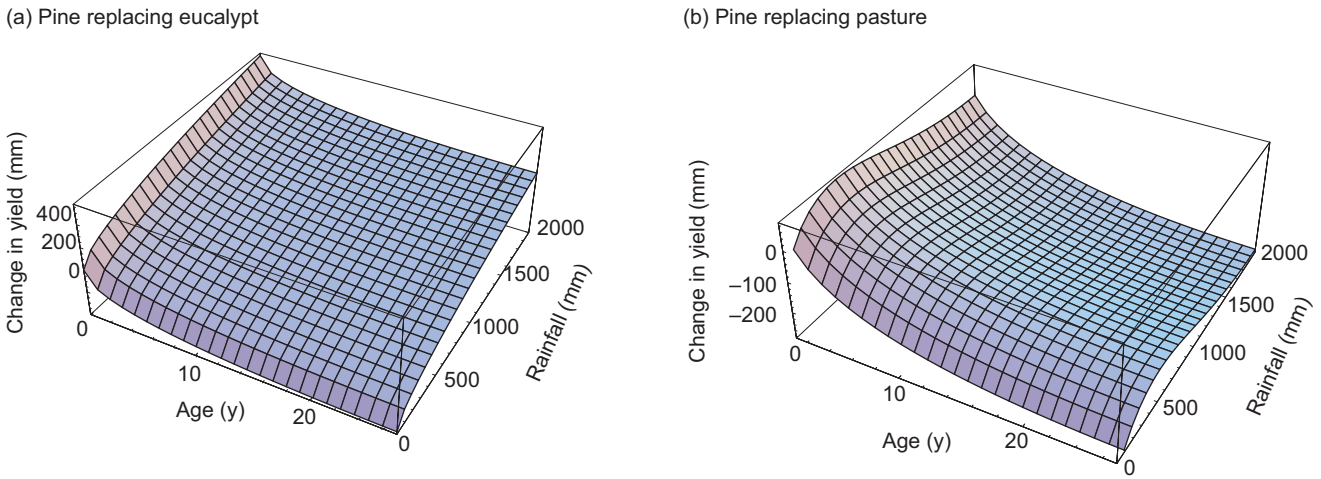 (a) Pine replacing eucalypt
Change in yield (mm)
400
200
0
0
10
20
Age (y)
0
500
1000
1500
2000
Rainfall (mm)
(b) Pine replacing pasture
Change in yield (mm)
0
–100
–200
0
10
20
Age (y)
0
500
1000
1500
2000
Rainfall (mm)